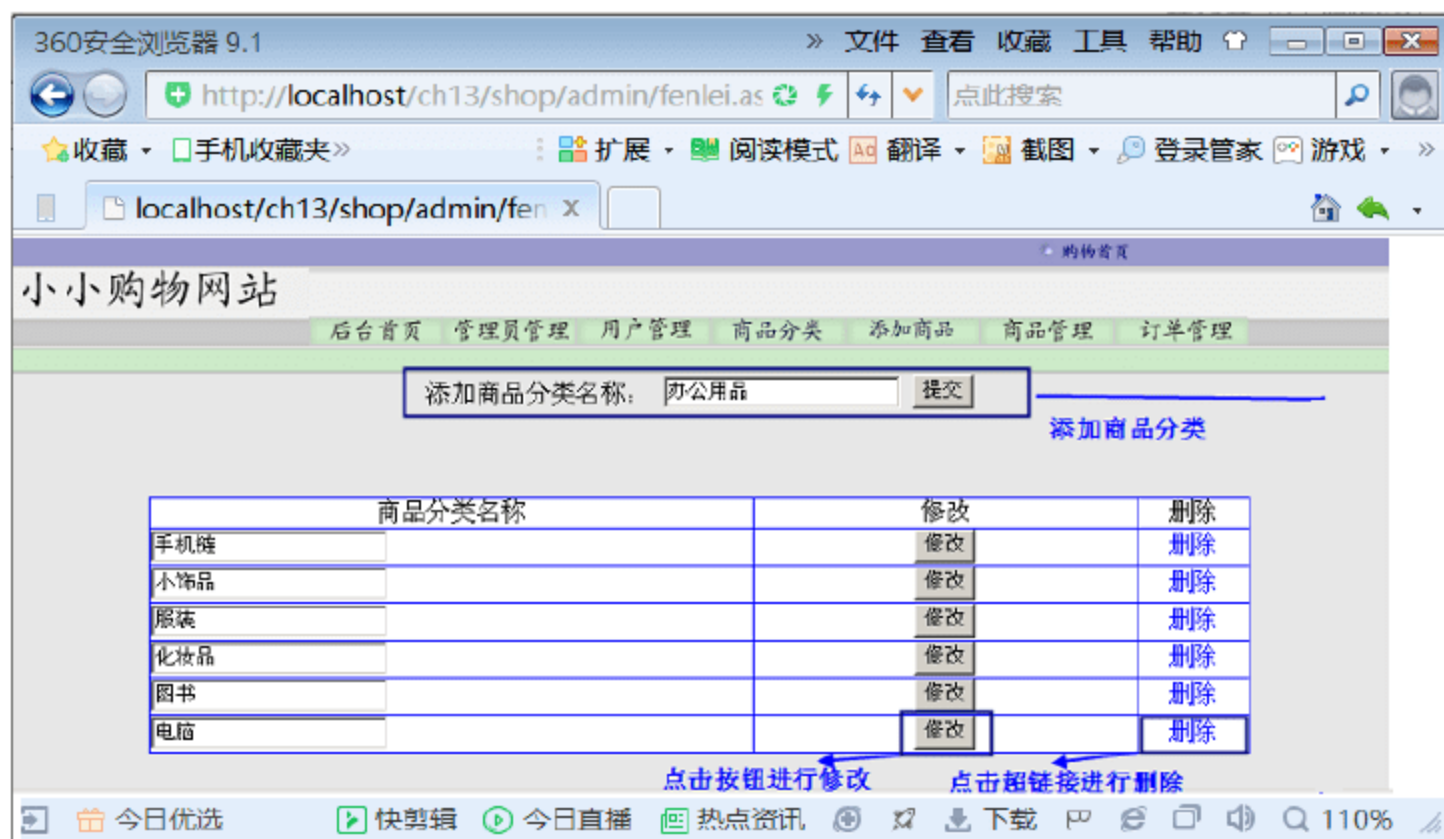 360安全浏览器 9.1 » 文件 查看 收藏 工具 帮助
http://localhost/ch13/shop/admin/fenlei.as 点此搜索
收藏 手机收藏夹» 扩展 阅读模式 翻译 截图 登录管家 游戏 »
localhost/ch13/shop/admin/fen x
购物首页
小小购物网站
后台首页 管理员管理 用户管理 商品分类 添加商品 商品管理 订单管理
添加商品分类名称: 办公用品 提交
添加商品分类
商品分类名称 修改 删除
手机链 修改 删除
小饰品 修改 删除
服装 修改 删除
化妆品 修改 删除
图书 修改 删除
电脑 修改 删除
点击按钮进行修改 点击超链接进行删除
今日优选 快剪辑 今日直播 热点资讯 下载 110%